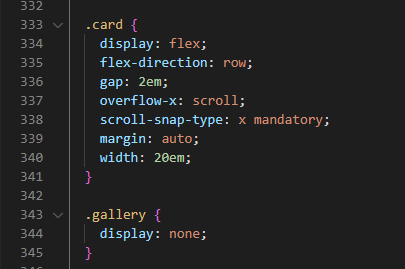 332
333 .card {
334 display: flex;
335 flex-direction: row;
336 gap: 2em;
337 overflow-x: scroll;
338 scroll-snap-type: x mandatory;
339 margin: auto;
340 width: 20em;
341 }
342
343 .gallery {
344 display: none;
345 }